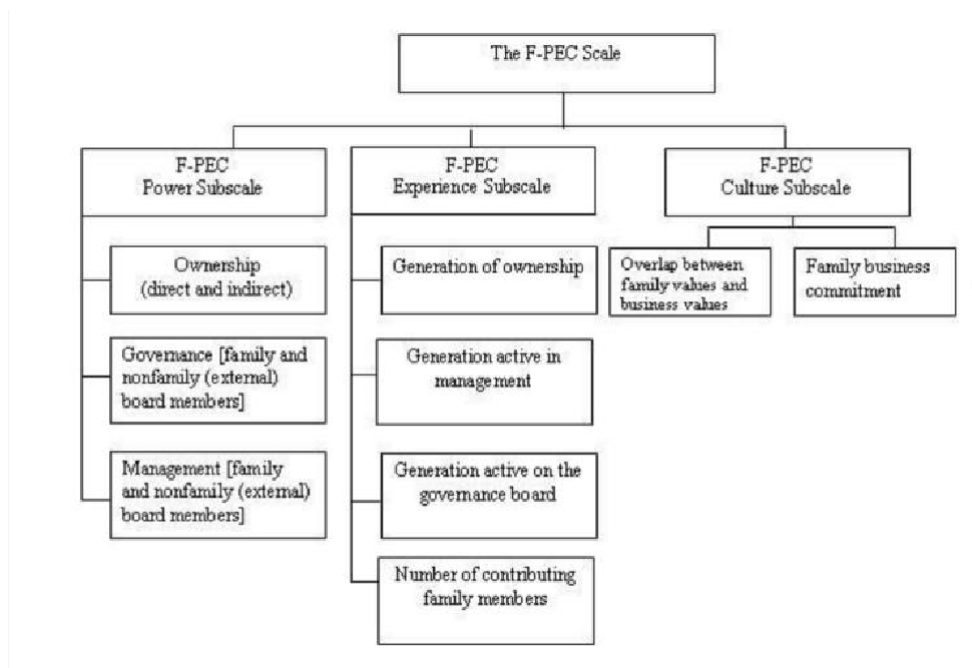 The F-PEC Scale
F-PEC
Power Subscale
Ownership
(direct and indirect)
Governance [family and
nonfamily (external)
board members]
Management [family
and nonfamily (external)
board members]
F-PEC
Experience Subscale
Generation of ownership
Generation active in
management
Generation active on the
governance board
Number of contributing
family members
F-PEC
Culture Subscale
Overlap between
family values and
business values
Family business
commitment